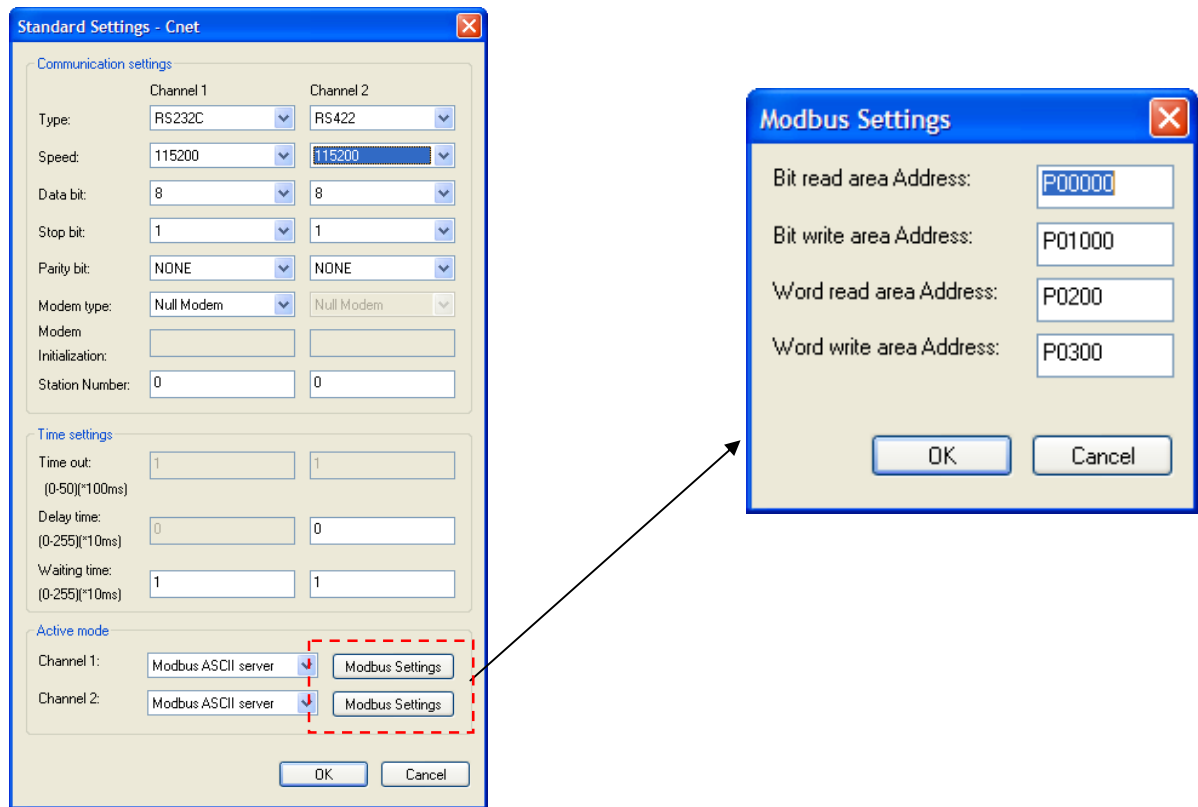 Standard Settings - Cnet
Communication settings
Channel 1 Channel 2
Type: RS232C RS422
Speed: 115200 115200
Data bit: 8 8
Stop bit: 1 1
Parity bit: NONE NONE
Modem type: Null Modem Null Modem
Modem
Initialization:
Station Number: 0 0
Time settings
Time out: 1 1
(0-50)(*100ms)
Delay time: 0 0
(0-255)(*10ms)
Waiting time: 1 1
(0-255)(*10ms)
Active mode
Channel 1: Modbus ASCII server Modbus Settings
Channel 2: Modbus ASCII server Modbus Settings
OK Cancel
Modbus Settings
Bit read area Address: P00000
Bit write area Address: P01000
Word read area Address: P0200
Word write area Address: P0300
OK Cancel